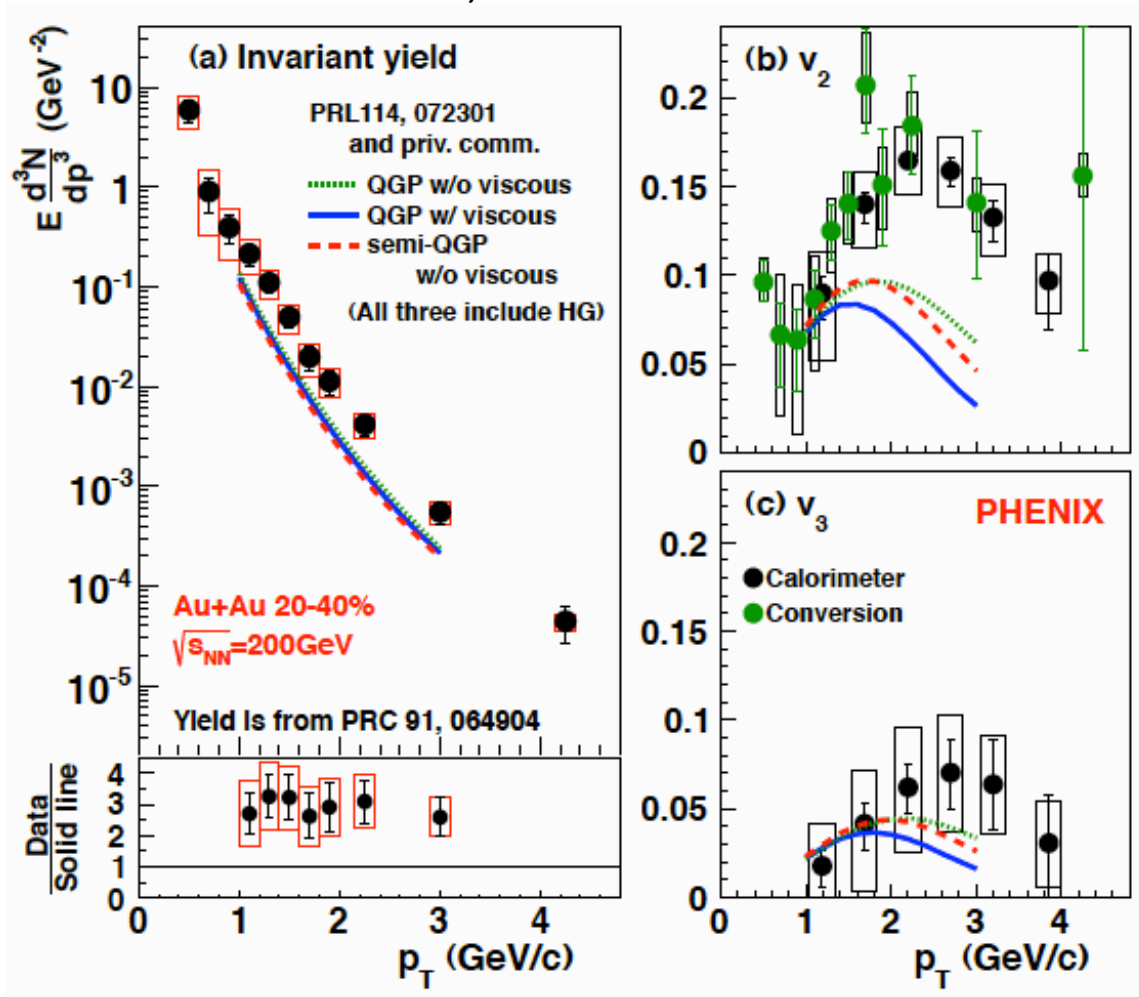 (a) Invariant yield
E d³N/dp³ (GeV⁻²)
PRL114, 072301
and priv. comm.
QGP w/o viscous
QGP w/ viscous
semi-QGP
w/o viscous
(All three include HG)
10
1
10⁻¹
10⁻²
10⁻³
10⁻⁴
10⁻⁵
Au+Au 20-40%
√s_NN=200GeV
Yield is from PRC 91, 064904
Data
Solid line
4
3
2
1
0
0 1 2 3 4
p_T (GeV/c)
(b) v₂
0.2
0.15
0.1
0.05
0
(c) v₃
PHENIX
Calorimeter
Conversion
0.2
0.15
0.1
0.05
0
0 1 2 3 4
p_T (GeV/c)